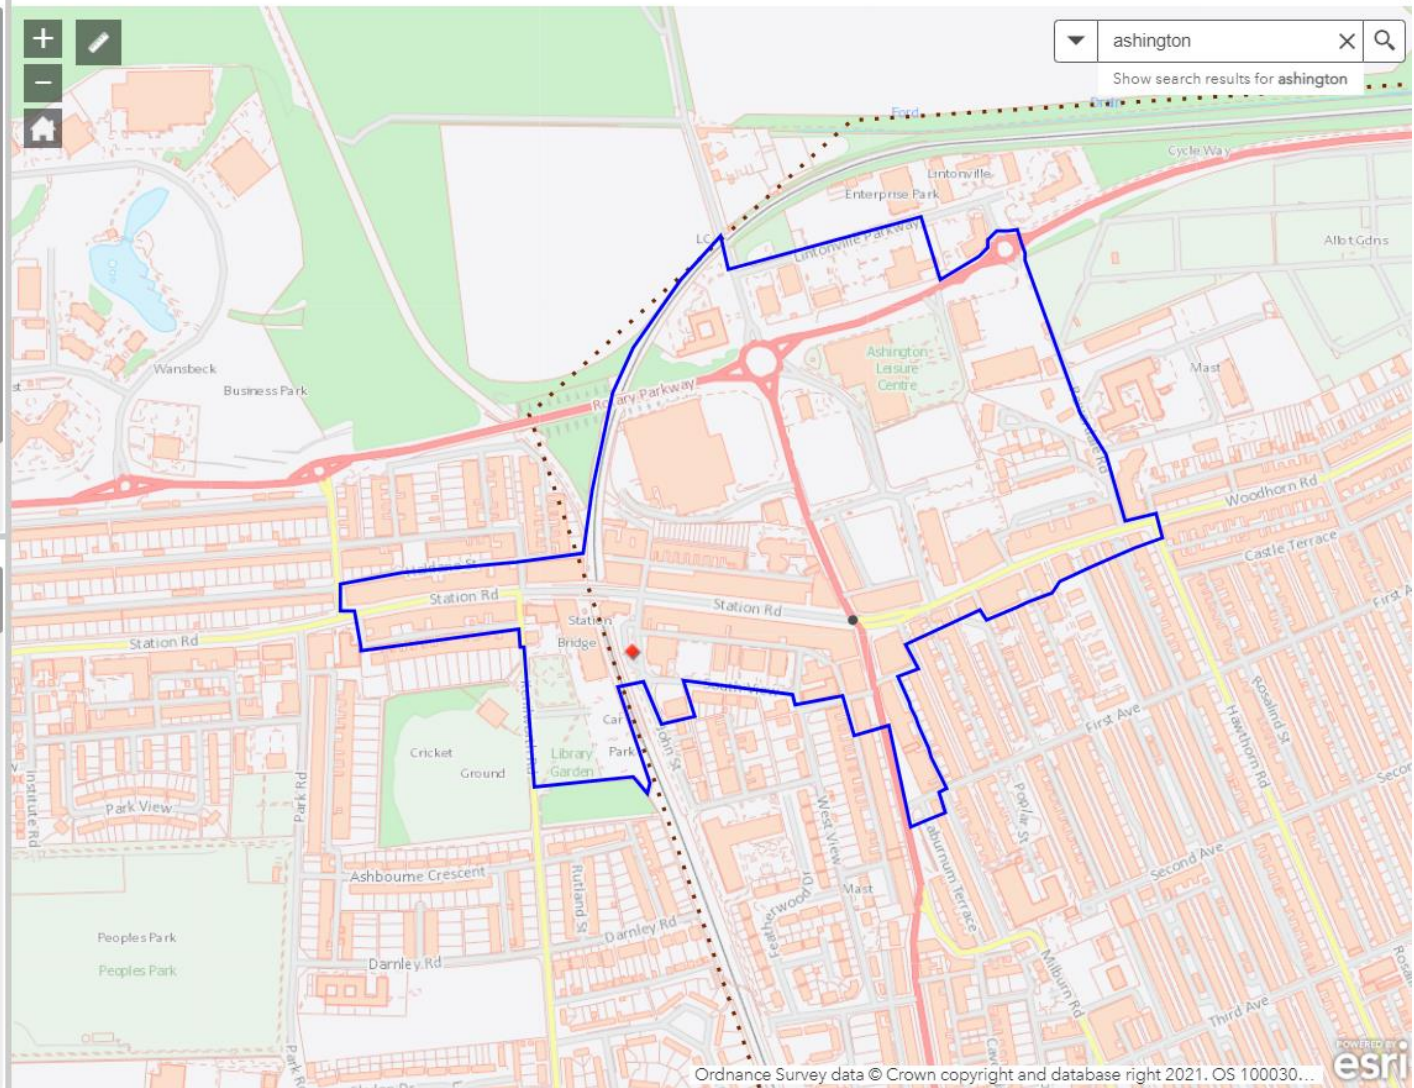 ashington
Show search results for ashington
Ford
Drain
Cycle Way
Lintonville
Enterprise Park
LC
Lintonville Parkway
Allot Gdns
Wansbeck
Business Park
Ashington
Leisure
Centre
Mast
Rotary Parkway
Woodhorn Rd
Castle Terrace
Station Rd
Station Rd
Station Rd
Station
Bridge
South View
First Ave
Rosalind St
Hawthorn Rd
Cricket
Ground
Library
Garden
Car
Park
John St
Institute Rd
Park View
Park Rd
West View
Poplar St
Laburnum Terrace
Second Ave
Ashbourne Crescent
Rutland St
Featherwood Dr
Mast
Darnley Rd
Darnley Rd
Peoples Park
Peoples Park
Milburn Rd
Third Ave
POWERED BY
esri
Ordnance Survey data © Crown copyright and database right 2021. OS 100030...